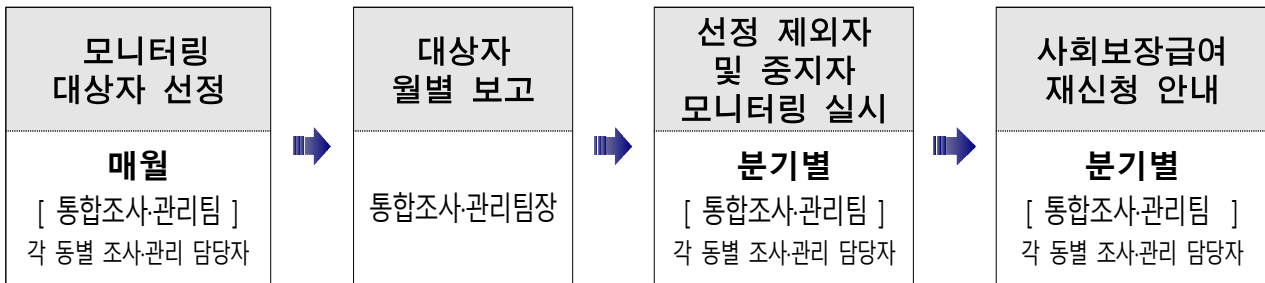 모니터링
대상자 선정
매월
[ 통합조사·관리팀 ]
각 동별 조사·관리 담당자
대상자
월별 보고
통합조사·관리팀장
선정 제외자
및 중지자
모니터링 실시
분기별
[ 통합조사·관리팀 ]
각 동별 조사·관리 담당자
사회보장급여
재신청 안내
분기별
[ 통합조사·관리팀 ]
각 동별 조사·관리 담당자